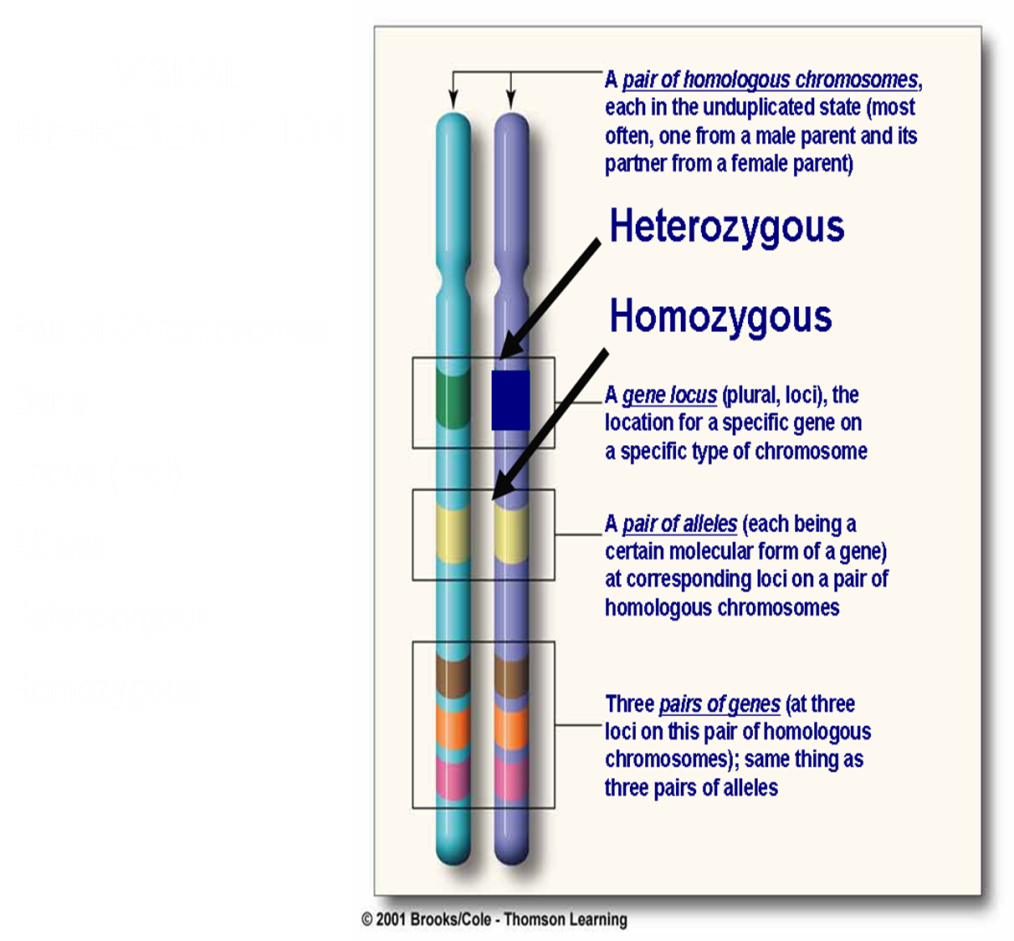 A pair of homologous chromosomes,
each in the unduplicated state (most
often, one from a male parent and its
partner from a female parent)
Heterozygous
Homozygous
A gene locus (plural, loci), the
location for a specific gene on
a specific type of chromosome
A pair of alleles (each being a
certain molecular form of a gene)
at corresponding loci on a pair of
homologous chromosomes
Three pairs of genes (at three
loci on this pair of homologous
chromosomes); same thing as
three pairs of alleles
© 2001 Brooks/Cole - Thomson Learning